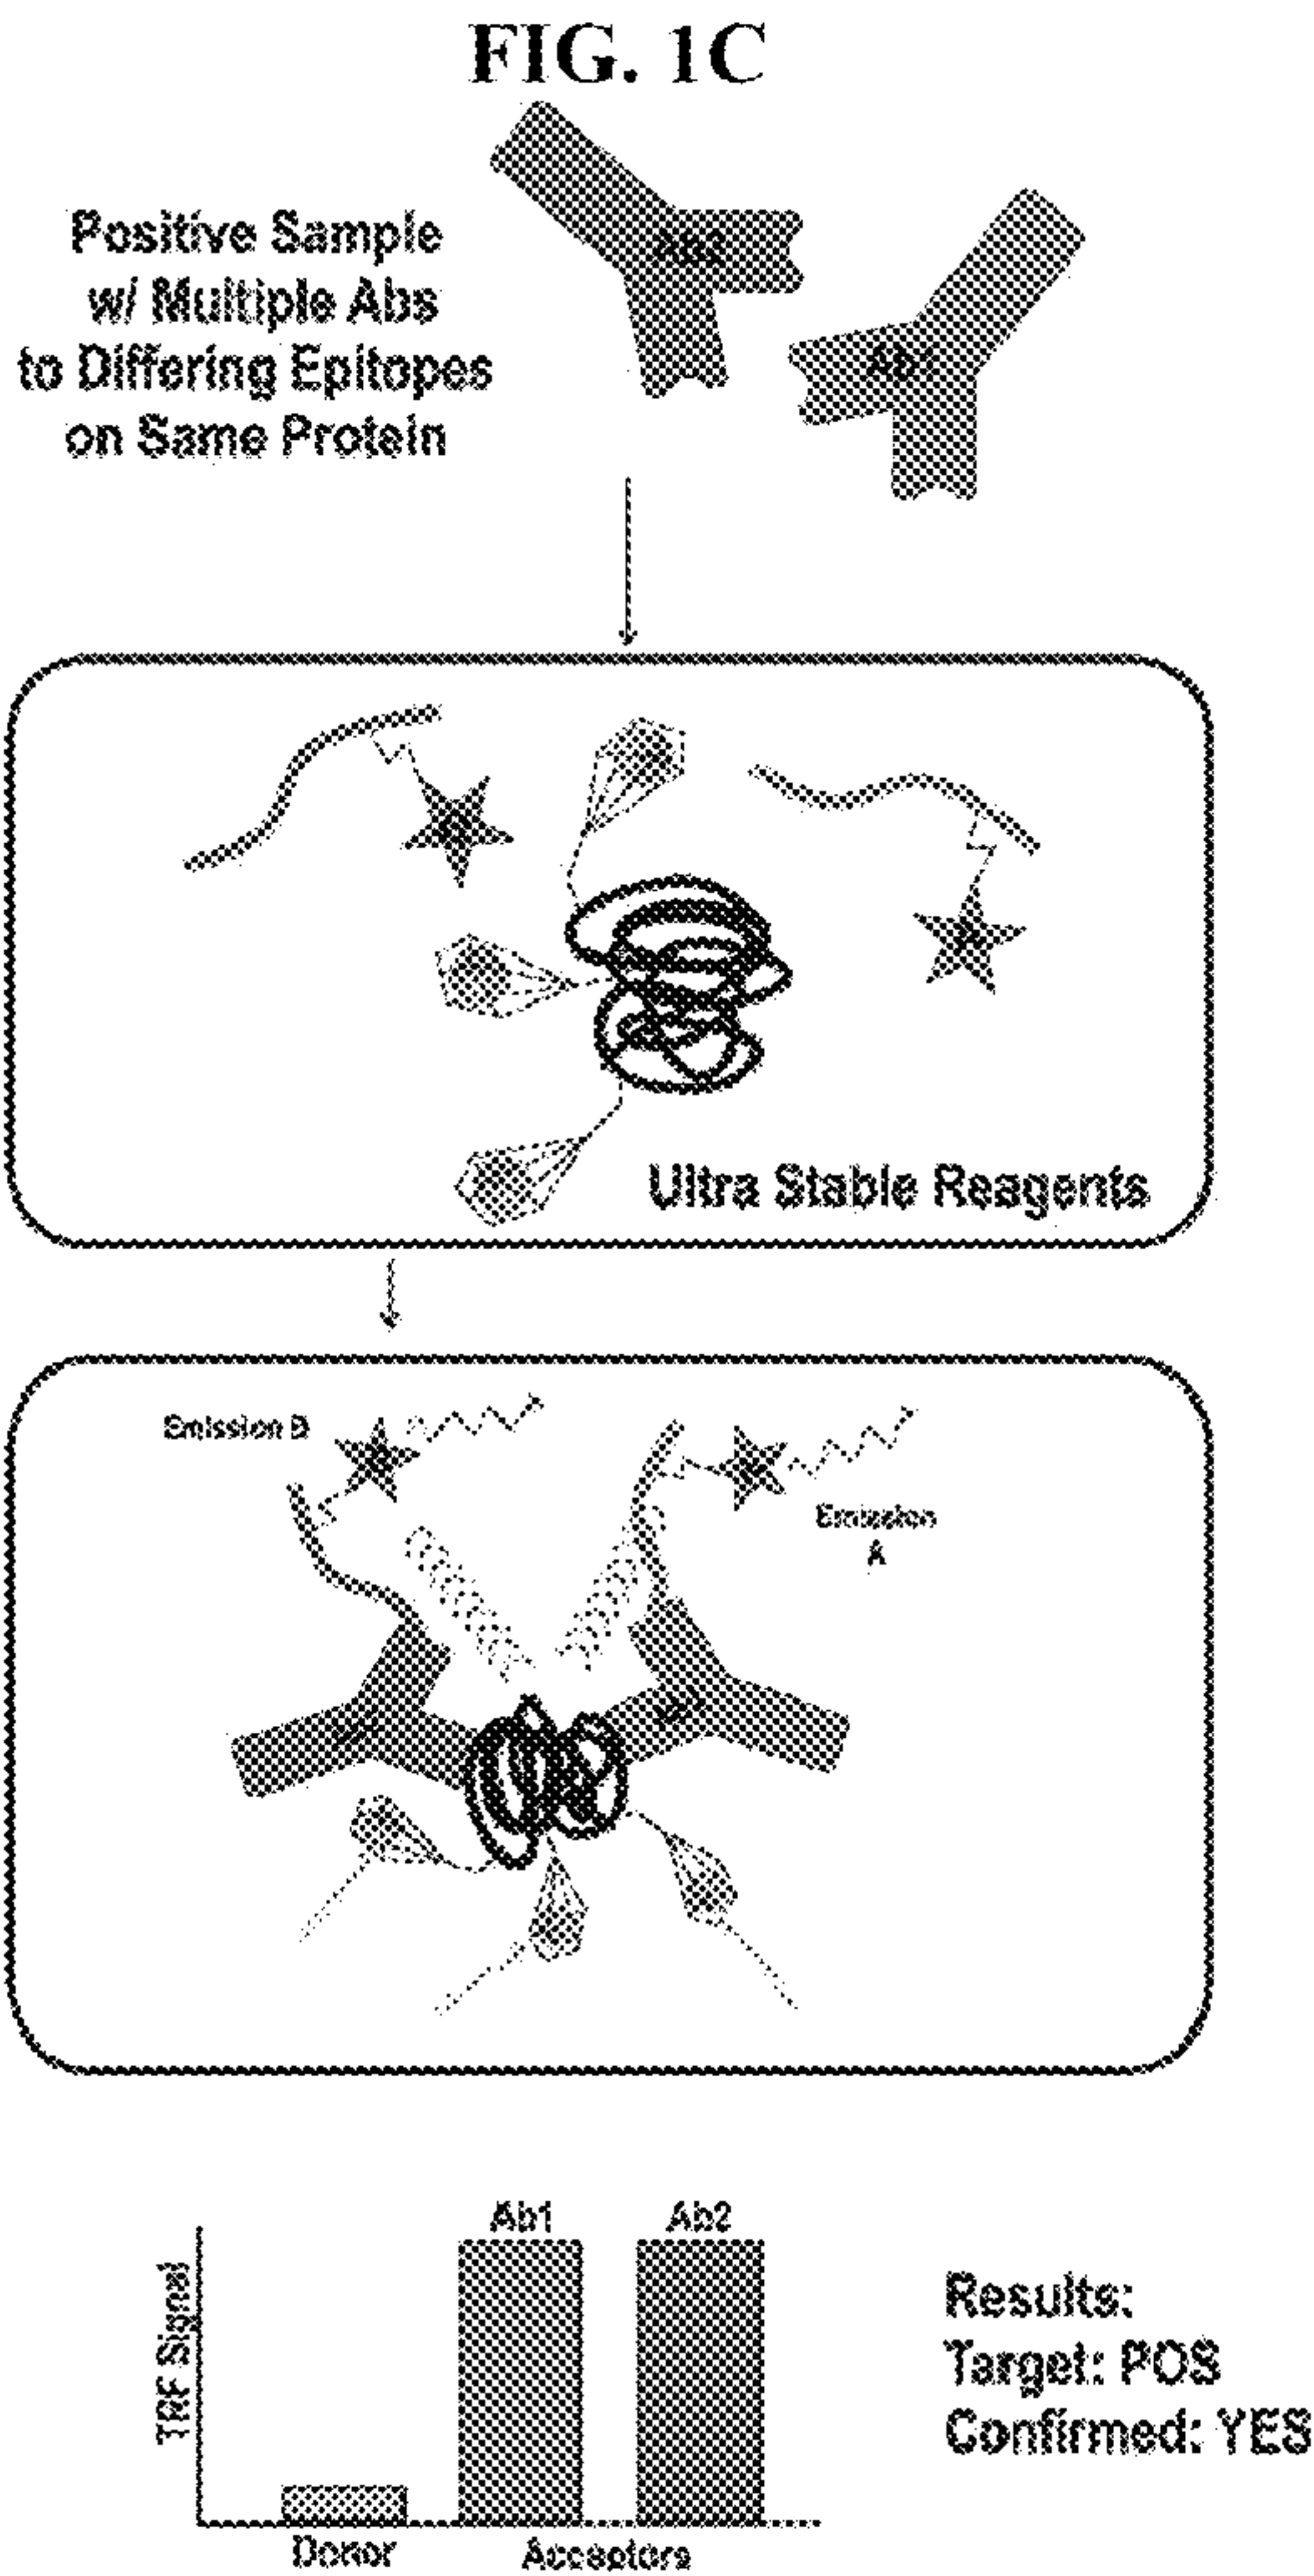 FIG. 1C
Ab2
Positive Sample
w/ Multiple Abs
to Differing Epitopes
on Same Protein
Ultra Stable Reagents
Emission B
Emission
A
Ab1
Ab2
TRF Signal
Donor
Acceptors
Results:
Target: POS
Confirmed: YES